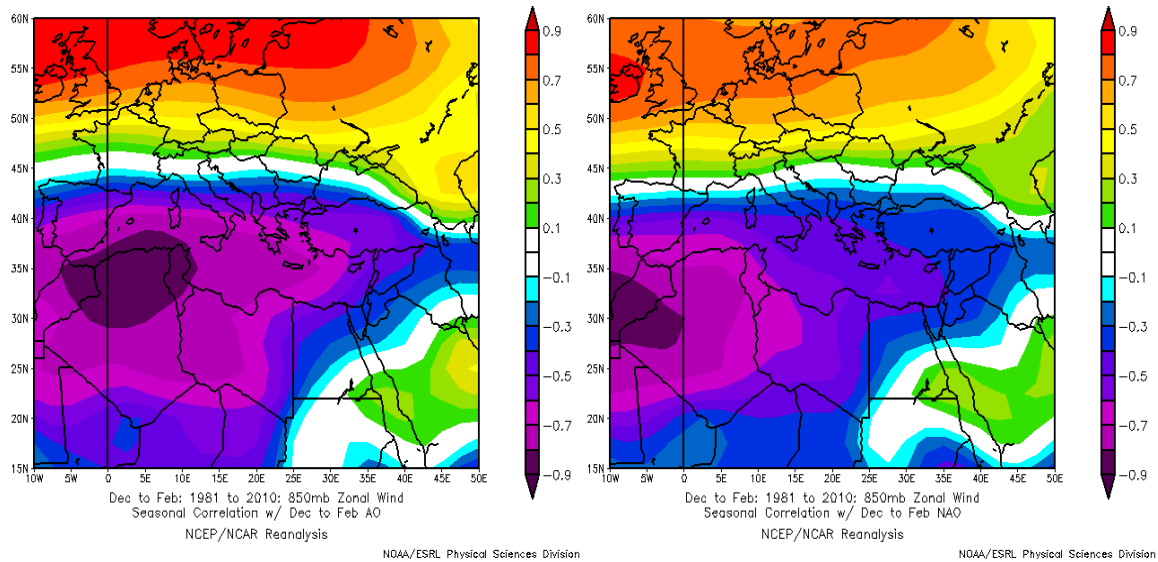 60N
55N
50N
45N
40N
35N
30N
25N
20N
15N
10W 5W 0 5E 10E 15E 20E 25E 30E 35E 40E 45E 50E
0.9
0.7
0.5
0.3
0.1
−0.1
−0.3
−0.5
−0.7
−0.9
Dec to Feb: 1981 to 2010: 850mb Zonal Wind
Seasonal Correlation w/ Dec to Feb AO
NCEP/NCAR Reanalysis
NOAA/ESRL Physical Sciences Division
60N
55N
50N
45N
40N
35N
30N
25N
20N
15N
10W 5W 0 5E 10E 15E 20E 25E 30E 35E 40E 45E 50E
0.9
0.7
0.5
0.3
0.1
−0.1
−0.3
−0.5
−0.7
−0.9
Dec to Feb: 1981 to 2010: 850mb Zonal Wind
Seasonal Correlation w/ Dec to Feb NAO
NCEP/NCAR Reanalysis
NOAA/ESRL Physical Sciences Division